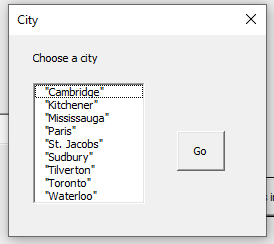 City
Choose a city
"Cambridge"
"Kitchener"
"Mississauga"
"Paris"
"St. Jacobs"
"Sudbury"
"Tilverton"
"Toronto"
"Waterloo"
Go